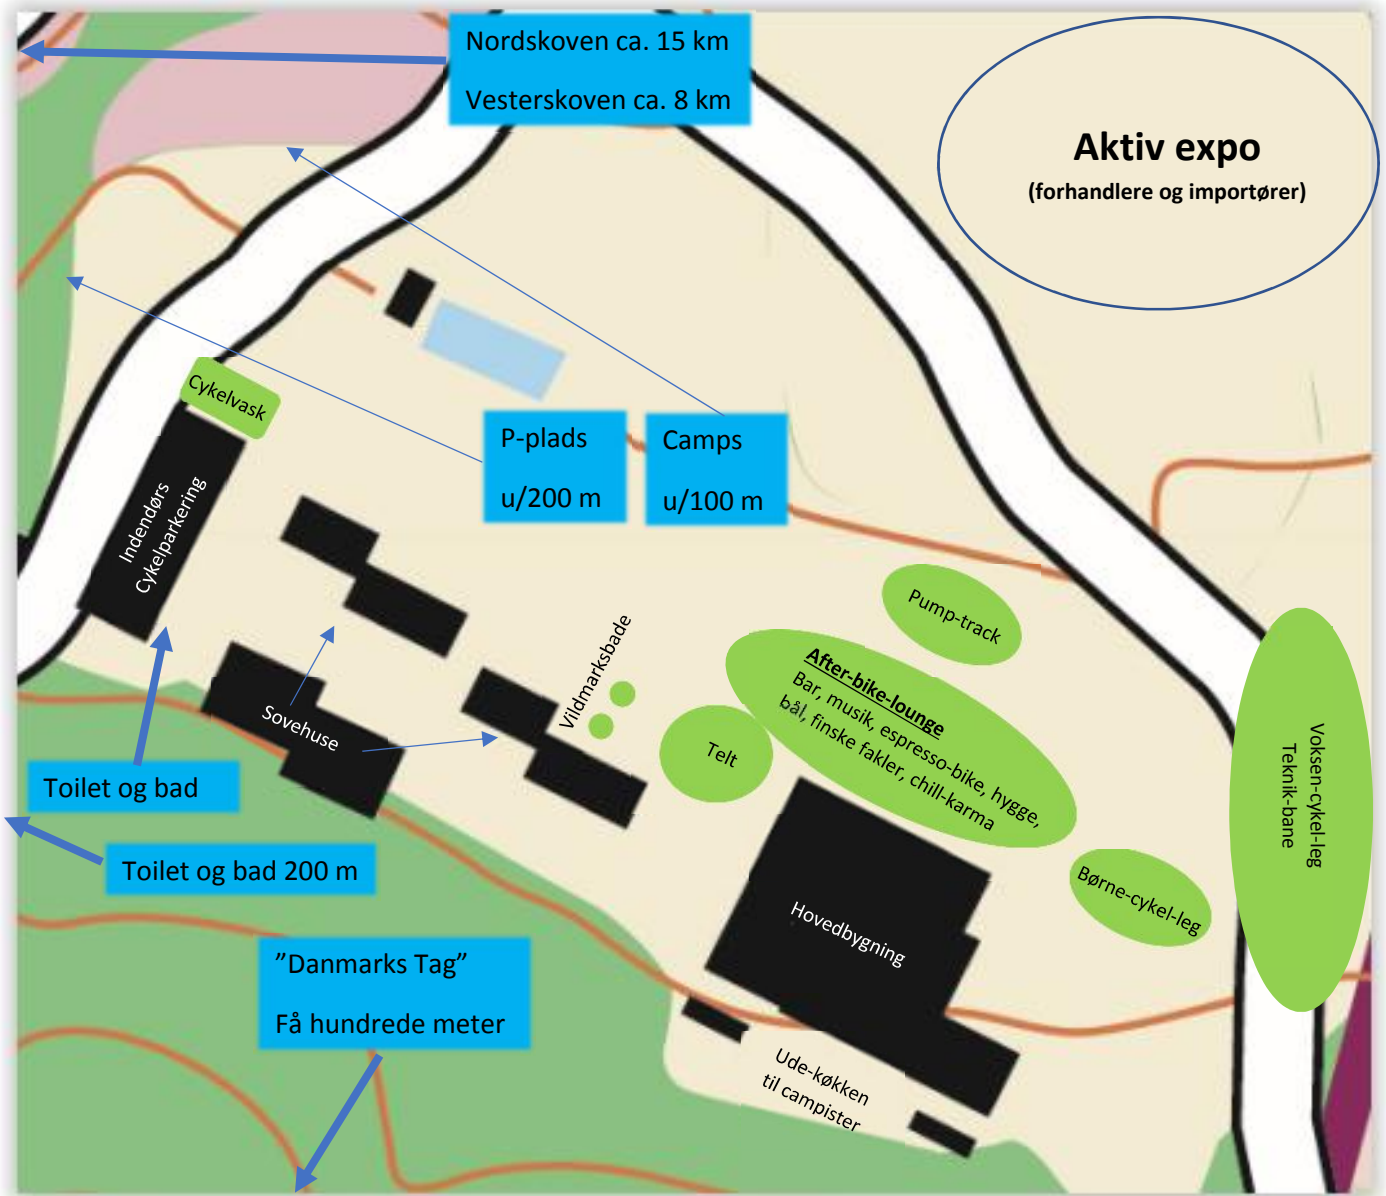 Nordskoven ca. 15 km
Vesterskoven ca. 8 km
Aktiv expo
(forhandlere og importører)
Cykelvask
P-plads
u/200 m
Camps
u/100 m
Indendørs
Cykelparkering
Pump-track
Vildmarksbade
After-bike-lounge
Bar, musik, espresso-bike, hygge,
bål, finske fakler, chill-karma
Sovehuse
Telt
Voksen-cykel-leg
Teknik-bane
Toilet og bad
Toilet og bad 200 m
Børne-cykel-leg
Hovedbygning
”Danmarks Tag”
Få hundrede meter
Ude-køkken
til campister